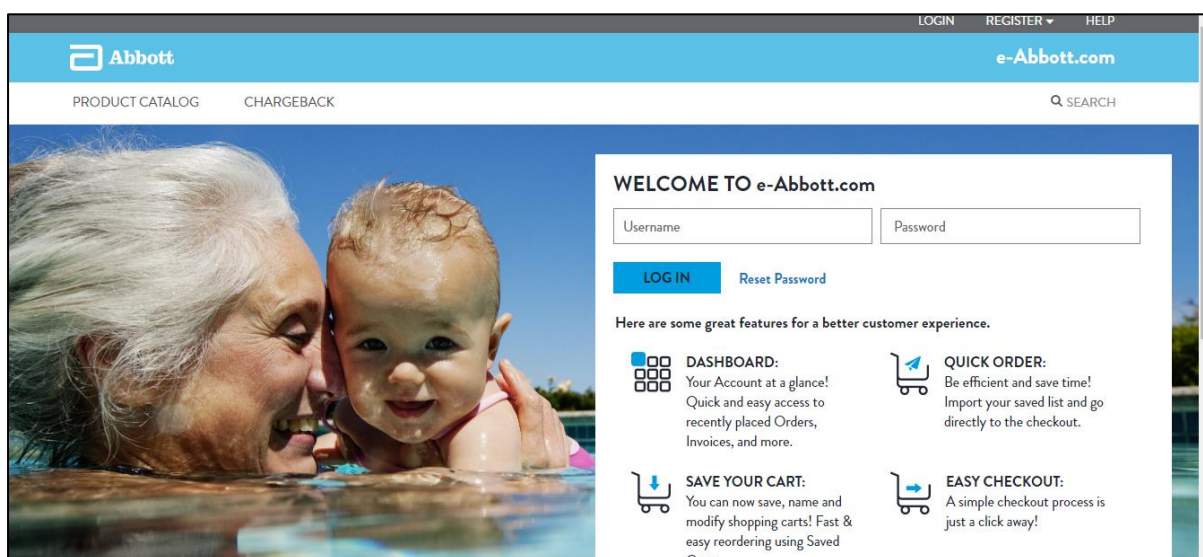 LOGIN REGISTER HELP
Abbott e-Abbott.com
PRODUCT CATALOG CHARGEBACK SEARCH
WELCOME TO e-Abbott.com
Username Password
LOG IN Reset Password
Here are some great features for a better customer experience.
DASHBOARD:
Your Account at a glance!
Quick and easy access to
recently placed Orders,
Invoices, and more.
QUICK ORDER:
Be efficient and save time!
Import your saved list and go
directly to the checkout.
SAVE YOUR CART:
You can now save, name and
modify shopping carts! Fast &
easy reordering using Saved
EASY CHECKOUT:
A simple checkout process is
just a click away!